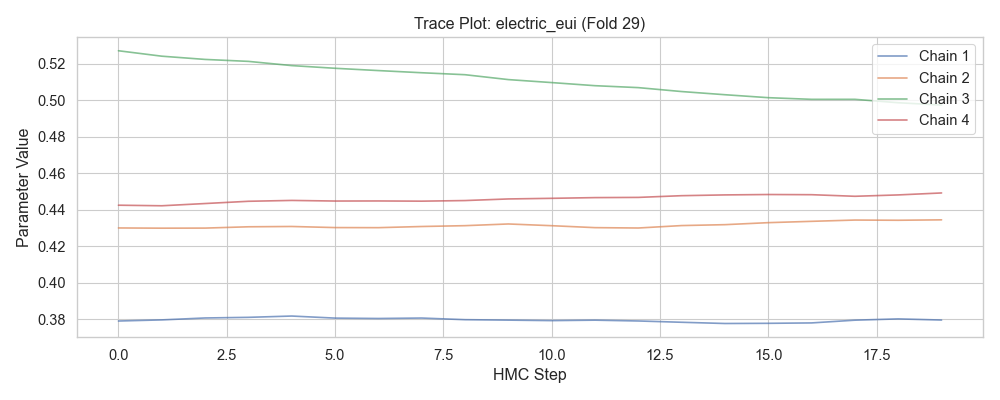 Trace Plot: electric_eui (Fold 29)
Parameter Value
0.52
0.50
0.48
0.46
0.44
0.42
0.40
0.38
Chain 1
Chain 2
Chain 3
Chain 4
0.0 2.5 5.0 7.5 10.0 12.5 15.0 17.5
HMC Step